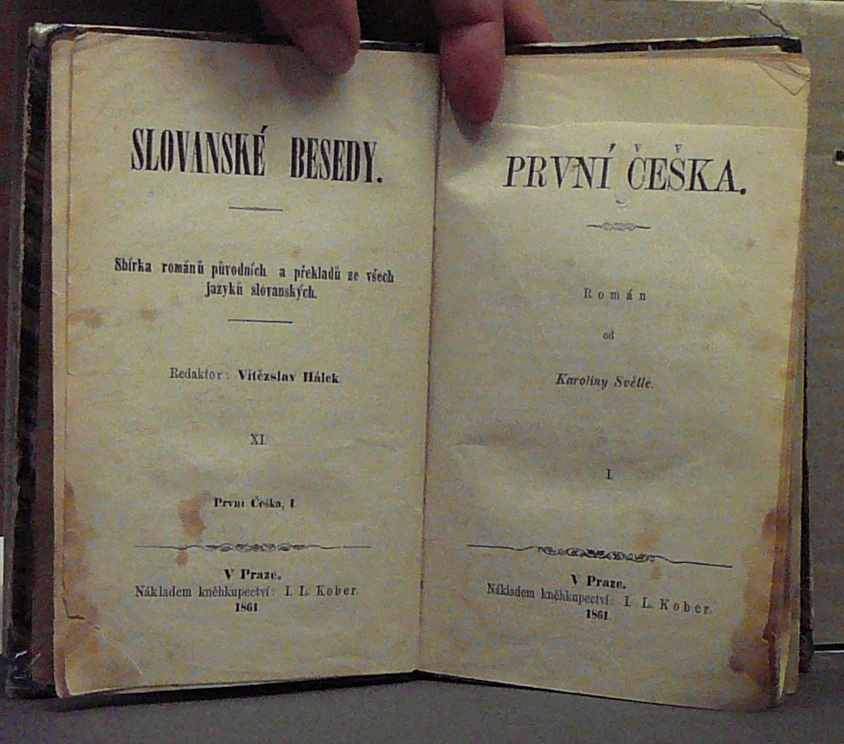 SLOVANSKÉ BESEDY.
Sbírka románů původních a překladů ze všech
jazyků slovanských.
Redaktor: Vítězslav Hálek
XI.
První Češka, I.
V Praze.
Nákladem kněhkupectví: I. L. Kober.
1861
PRVNÍ ČEŠKA.
Román
od
Karoliny Světlé.
I.
V Praze.
Nákladem kněhkupectví: I. L. Kober.
1861.